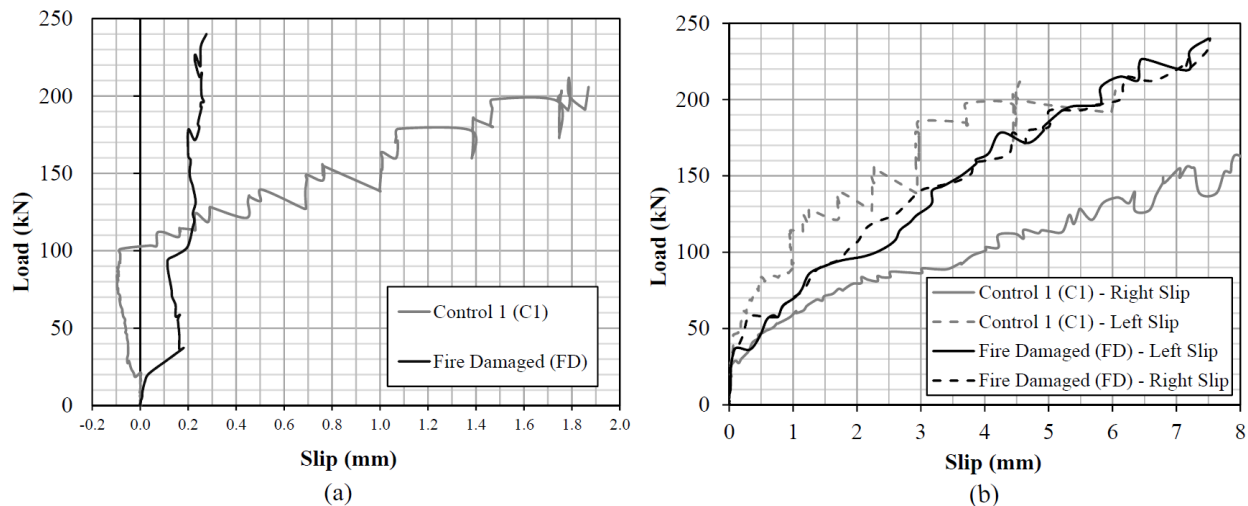 250
200
150
100
50
0
Load (kN)
-0.2 0.0 0.2 0.4 0.6 0.8 1.0 1.2 1.4 1.6 1.8 2.0
Slip (mm)
Control 1 (C1)
Fire Damaged (FD)
(a)
250
200
150
100
50
0
Load (kN)
0 1 2 3 4 5 6 7 8
Slip (mm)
Control 1 (C1) - Right Slip
Control 1 (C1) - Left Slip
Fire Damaged (FD) - Left Slip
Fire Damaged (FD) - Right Slip
(b)